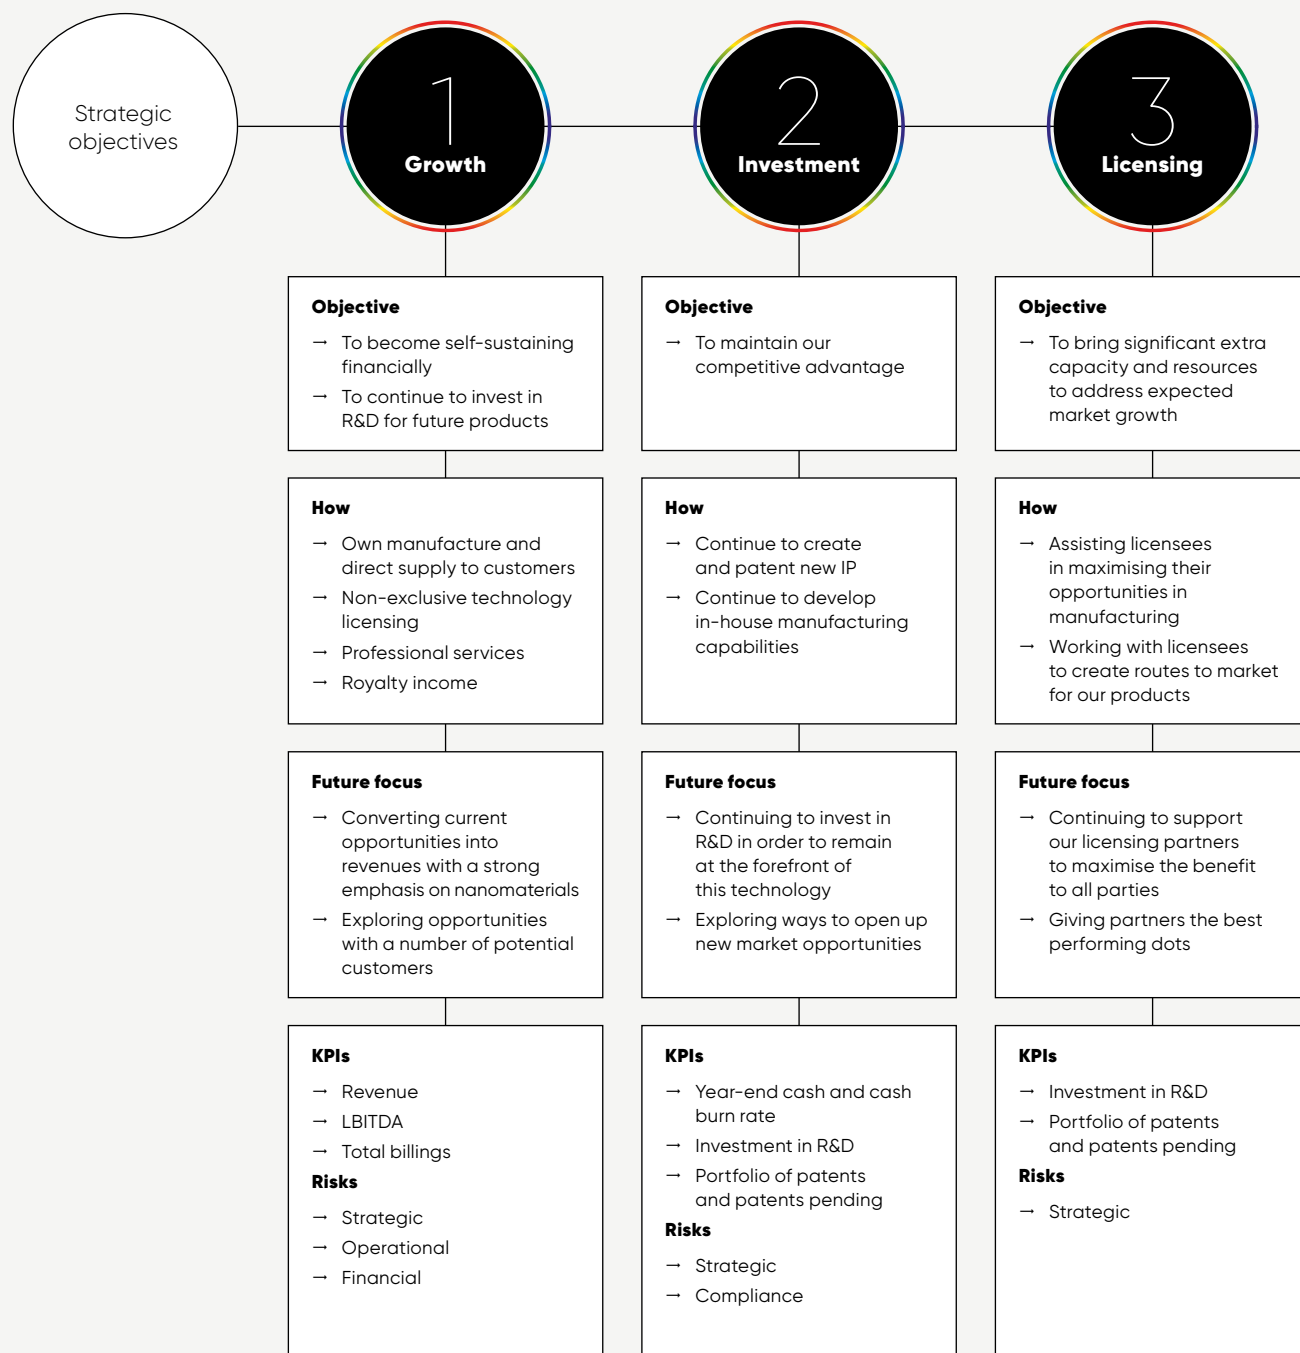 Strategic
objectives
1
Growth
Objective
→ To become self-sustaining
financially
→ To continue to invest in
R&D for future products
How
→ Own manufacture and
direct supply to customers
→ Non-exclusive technology
licensing
→ Professional services
→ Royalty income
Future focus
→ Converting current
opportunities into
revenues with a strong
emphasis on nanomaterials
→ Exploring opportunities
with a number of potential
customers
KPIs
→ Revenue
→ LBITDA
→ Total billings
Risks
→ Strategic
→ Operational
→ Financial
2
Investment
Objective
→ To maintain our
competitive advantage
How
→ Continue to create
and patent new IP
→ Continue to develop
in-house manufacturing
capabilities
Future focus
→ Continuing to invest in
R&D in order to remain
at the forefront of
this technology
→ Exploring ways to open up
new market opportunities
KPIs
→ Year-end cash and cash
burn rate
→ Investment in R&D
→ Portfolio of patents
and patents pending
Risks
→ Strategic
→ Compliance
3
Licensing
Objective
→ To bring significant extra
capacity and resources
to address expected
market growth
How
→ Assisting licensees
in maximising their
opportunities in
manufacturing
→ Working with licensees
to create routes to market
for our products
Future focus
→ Continuing to support
our licensing partners
to maximise the benefit
to all parties
→ Giving partners the best
performing dots
KPIs
→ Investment in R&D
→ Portfolio of patents
and patents pending
Risks
→ Strategic